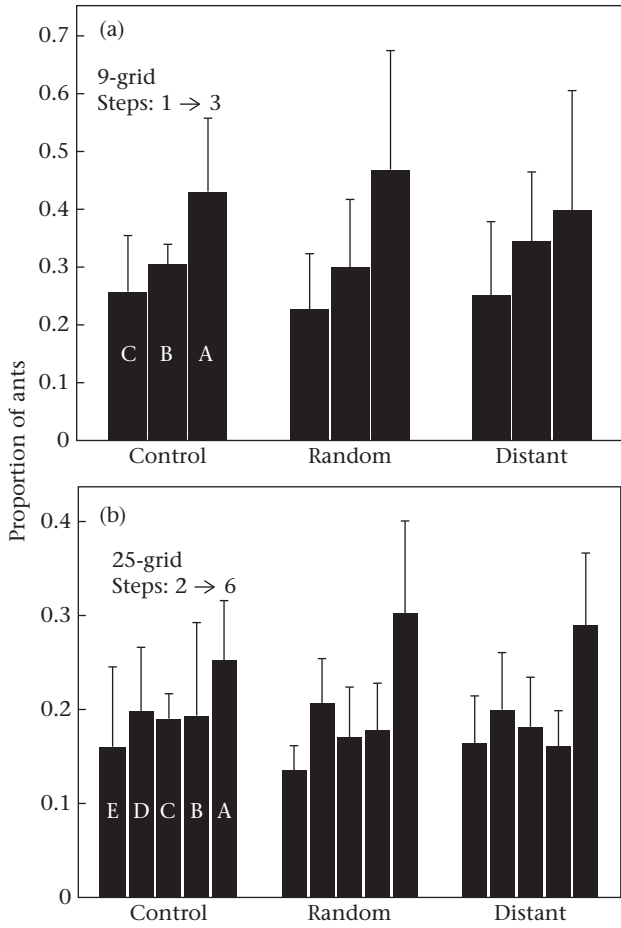 Proportion of ants
(a)
9-grid
Steps: 1 → 3
0.7
0.6
0.5
0.4
0.3
0.2
0.1
0
C B A
Control Random Distant
(b)
25-grid
Steps: 2 → 6
0.4
0.3
0.2
0.1
0
E D C B A
Control Random Distant